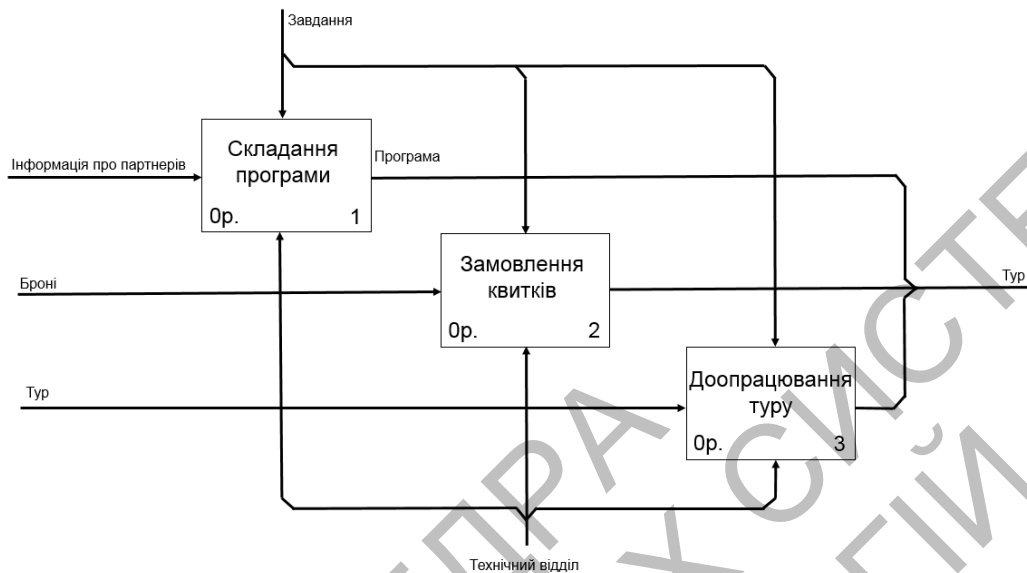 Завдання
Складання
програми
0р. 1
Інформація про партнерів
Програма
Замовлення
квитків
0р. 2
Броні
Тур
Доопрацювання
туру
0р. 3
Тур
Технічний відділ